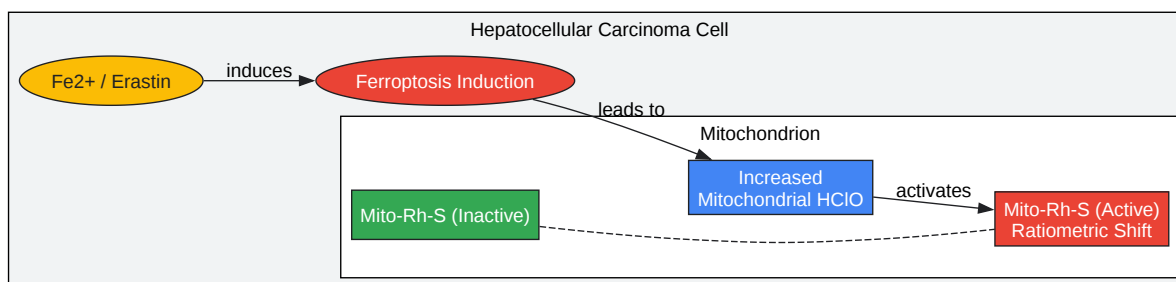 Hepatocellular Carcinoma Cell
Fe2+ / Erastin
induces
Ferroptosis Induction
leads to
Mitochondrion
Increased
Mitochondrial HClO
activates
Mito-Rh-S (Inactive)
Mito-Rh-S (Active)
Ratiometric Shift